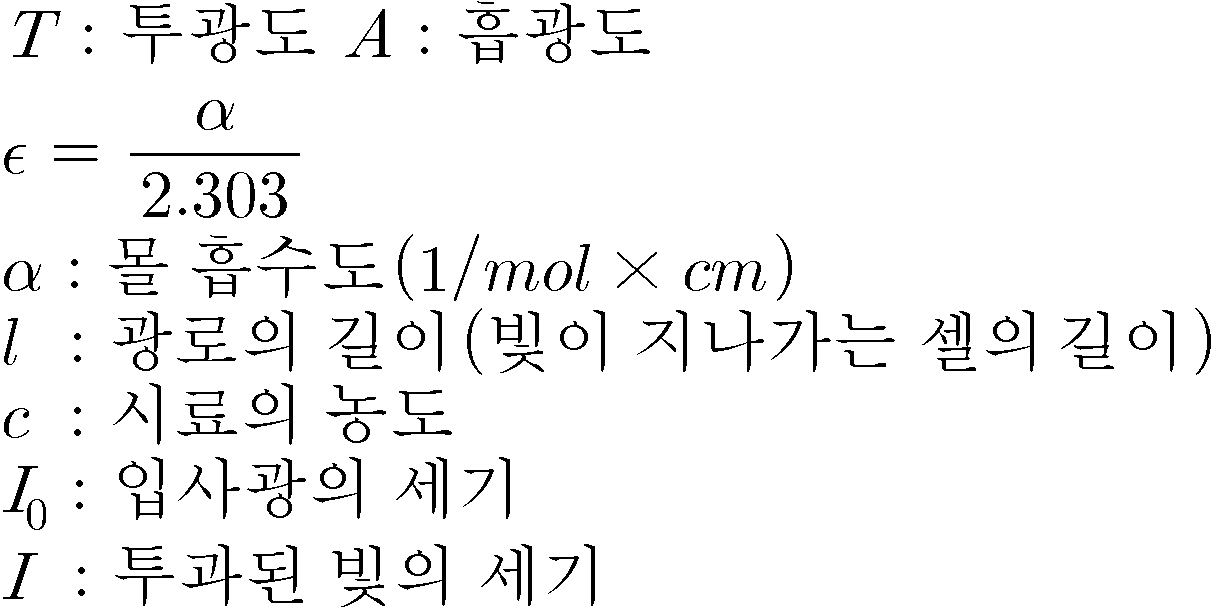 T : 투광도 A : 흡광도
ϵ = α / 2.303
α : 몰 흡수도(1/mol × cm)
l : 광로의 길이(빛이 지나가는 셀의 길이)
c : 시료의 농도
I₀ : 입사광의 세기
I : 투과된 빛의 세기